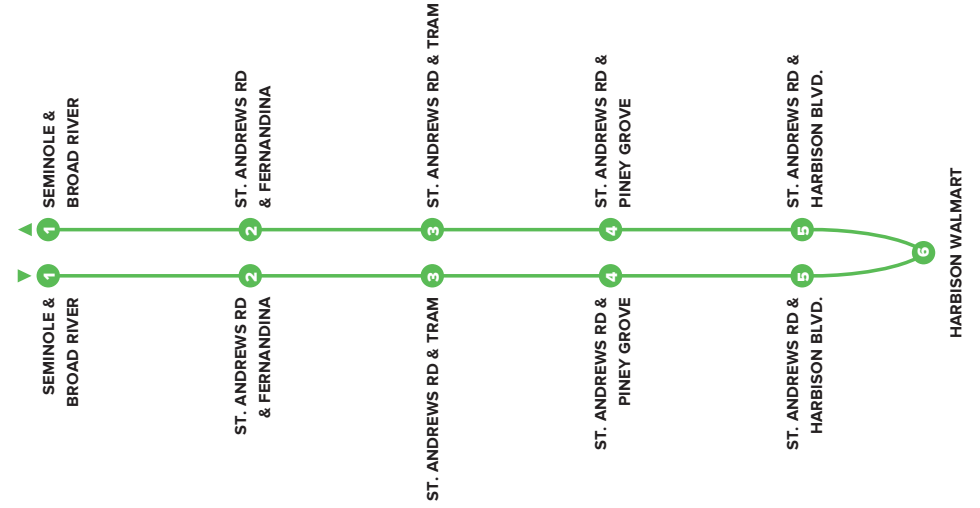 SEMINOLE &
BROAD RIVER
1
1
SEMINOLE &
BROAD RIVER
ST. ANDREWS RD
& FERNANDINA
2
2
ST. ANDREWS RD
& FERNANDINA
ST. ANDREWS RD & TRAM
3
3
ST. ANDREWS RD & TRAM
ST. ANDREWS RD &
PINEY GROVE
4
4
ST. ANDREWS RD &
PINEY GROVE
ST. ANDREWS RD &
HARBISON BLVD.
5
5
ST. ANDREWS RD &
HARBISON BLVD.
6
HARBISON WALMART